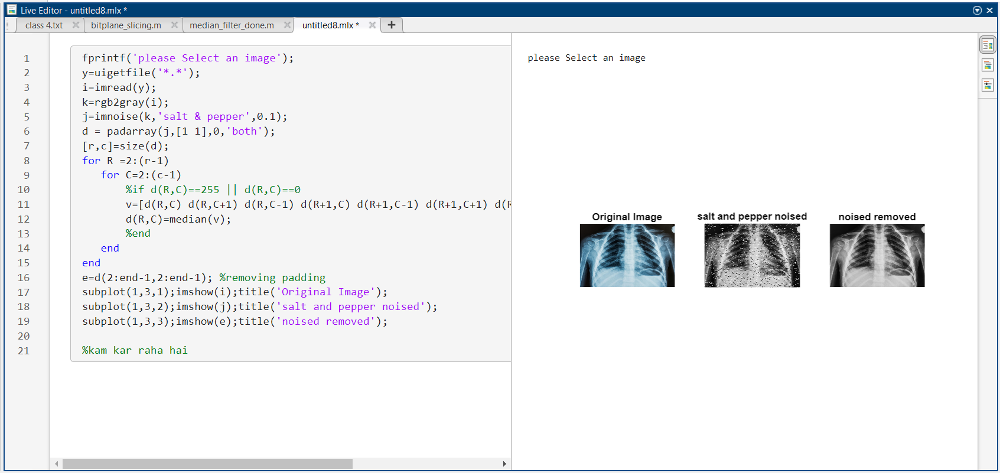 Live Editor - untitled8.mlx *
class 4.txt bitplane_slicing.m median_filter_done.m untitled8.mlx *
1 fprintf('please Select an image');
2 y=uigetfile('*.*');
3 i=imread(y);
4 k=rgb2gray(i);
5 j=imnoise(k,'salt & pepper',0.1);
6 d = padarray(j,[1 1],0,'both');
7 [r,c]=size(d);
8 for R =2:(r-1)
9 for C=2:(c-1)
10 %if d(R,C)==255 || d(R,C)==0
11 v=[d(R,C) d(R,C+1) d(R,C-1) d(R+1,C) d(R+1,C-1) d(R+1,C+1) d(R
12 d(R,C)=median(v);
13 %end
14 end
15 end
16 e=d(2:end-1,2:end-1); %removing padding
17 subplot(1,3,1);imshow(i);title('Original Image');
18 subplot(1,3,2);imshow(j);title('salt and pepper noised');
19 subplot(1,3,3);imshow(e);title('noised removed');
20
21 %kam kar raha hai
please Select an image
Original Image salt and pepper noised noised removed